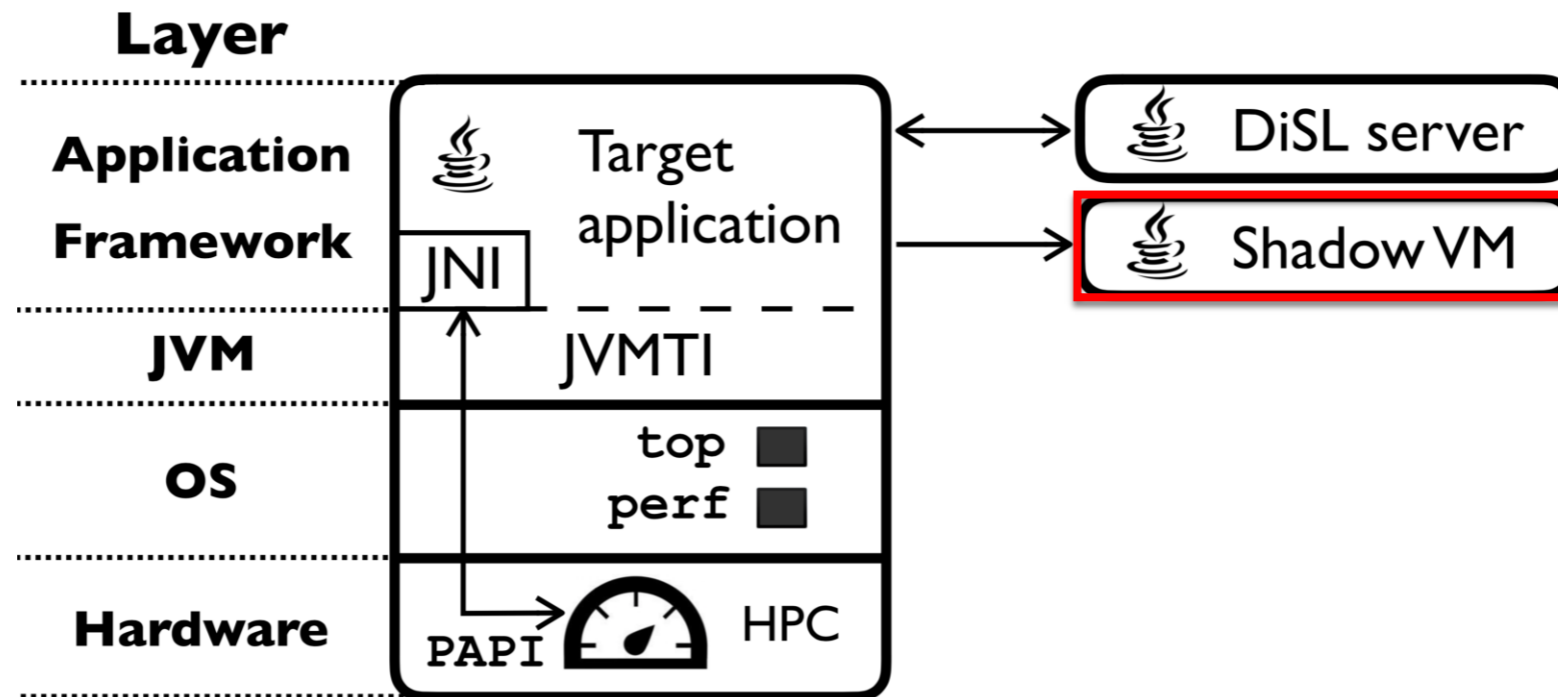 Layer
Application
Framework
JVM
OS
Hardware
Target
application
JNI
JVMTI
top
perf
PAPI
HPC
DiSL server
Shadow VM